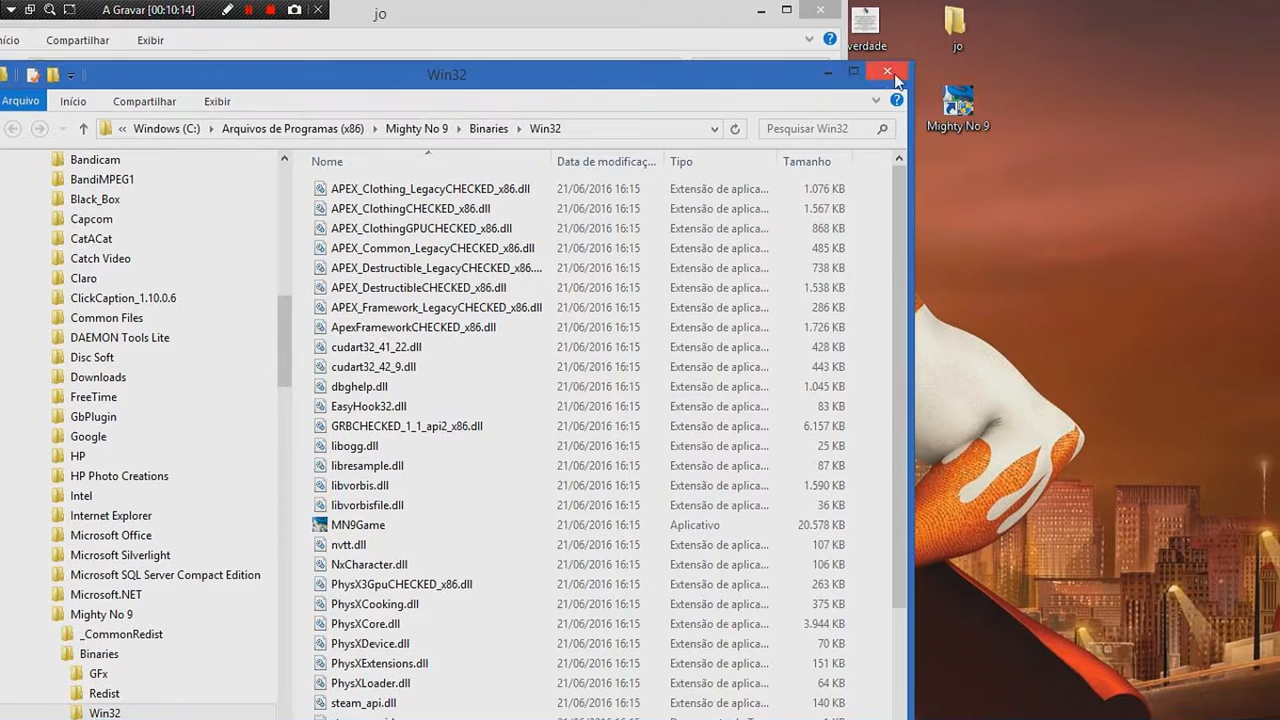 A Gravar [00:10:14]
jo
Início Compartilhar Exibir
verdade
jo
Mighty No 9
Win32
Arquivo Início Compartilhar Exibir
Windows (C:) Arquivos de Programas (x86) Mighty No 9 Binaries Win32
Pesquisar Win32
Nome Data de modificaç... Tipo Tamanho
Bandicam
BandiMPEG1
Black_Box
Capcom
CatACat
Catch Video
Claro
ClickCaption_1.10.0.6
Common Files
DAEMON Tools Lite
Disc Soft
Downloads
FreeTime
GbPlugin
Google
HP
HP Photo Creations
Intel
Internet Explorer
Microsoft Office
Microsoft Silverlight
Microsoft SQL Server Compact Edition
Microsoft.NET
Mighty No 9
_CommonRedist
Binaries
GFx
Redist
Win32
APEX_Clothing_LegacyCHECKED_x86.dll 21/06/2016 16:15 Extensão de aplica... 1.076 KB
APEX_ClothingCHECKED_x86.dll 21/06/2016 16:15 Extensão de aplica... 1.567 KB
APEX_ClothingGPUCHECKED_x86.dll 21/06/2016 16:15 Extensão de aplica... 868 KB
APEX_Common_LegacyCHECKED_x86.dll 21/06/2016 16:15 Extensão de aplica... 485 KB
APEX_Destructible_LegacyCHECKED_x86.... 21/06/2016 16:15 Extensão de aplica... 738 KB
APEX_DestructibleCHECKED_x86.dll 21/06/2016 16:15 Extensão de aplica... 1.538 KB
APEX_Framework_LegacyCHECKED_x86.dll 21/06/2016 16:15 Extensão de aplica... 286 KB
ApexFrameworkCHECKED_x86.dll 21/06/2016 16:15 Extensão de aplica... 1.726 KB
cudart32_41_22.dll 21/06/2016 16:15 Extensão de aplica... 428 KB
cudart32_42_9.dll 21/06/2016 16:15 Extensão de aplica... 443 KB
dbghelp.dll 21/06/2016 16:15 Extensão de aplica... 1.045 KB
EasyHook32.dll 21/06/2016 16:15 Extensão de aplica... 83 KB
GRBCHECKED_1_1_api2_x86.dll 21/06/2016 16:15 Extensão de aplica... 6.157 KB
libogg.dll 21/06/2016 16:15 Extensão de aplica... 25 KB
libresample.dll 21/06/2016 16:15 Extensão de aplica... 87 KB
libvorbis.dll 21/06/2016 16:15 Extensão de aplica... 1.590 KB
libvorbisfile.dll 21/06/2016 16:15 Extensão de aplica... 36 KB
MN9Game 21/06/2016 16:15 Aplicativo 20.578 KB
nvtt.dll 21/06/2016 16:15 Extensão de aplica... 107 KB
NxCharacter.dll 21/06/2016 16:15 Extensão de aplica... 106 KB
PhysX3GpuCHECKED_x86.dll 21/06/2016 16:15 Extensão de aplica... 263 KB
PhysXCooking.dll 21/06/2016 16:15 Extensão de aplica... 375 KB
PhysXCore.dll 21/06/2016 16:15 Extensão de aplica... 3.944 KB
PhysXDevice.dll 21/06/2016 16:15 Extensão de aplica... 70 KB
PhysXExtensions.dll 21/06/2016 16:15 Extensão de aplica... 151 KB
PhysXLoader.dll 21/06/2016 16:15 Extensão de aplica... 64 KB
steam_api.dll 21/06/2016 16:15 Extensão de aplica... 140 KB